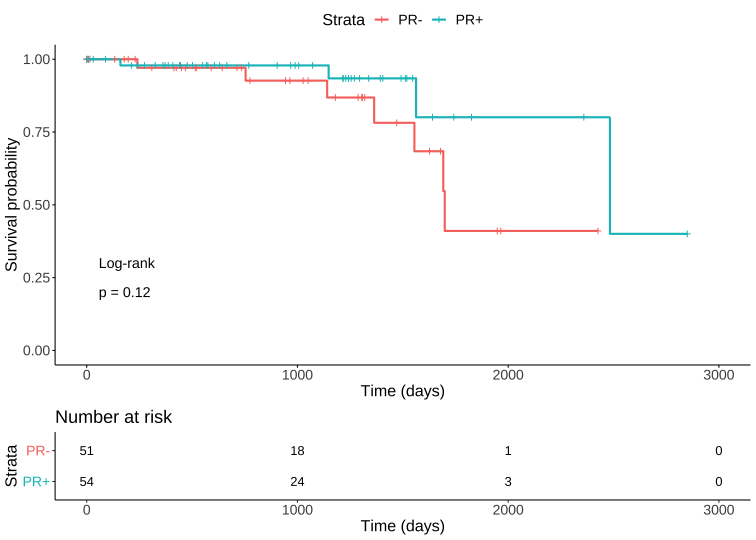 Strata PR- PR+
Survival probability
1.00
0.75
0.50
0.25
0.00
Log-rank
p = 0.12
0 1000 2000 3000
Time (days)
Number at risk
Strata
PR- 51 18 1 0
PR+ 54 24 3 0
0 1000 2000 3000
Time (days)